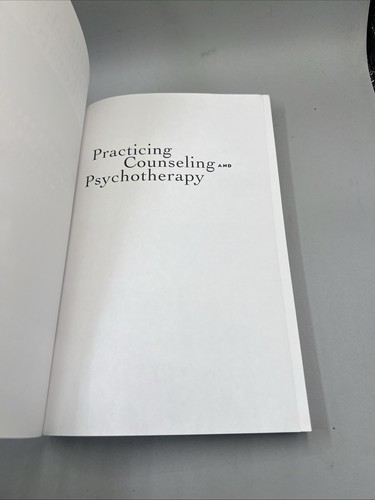 Practicing
Counseling AND
Psychotherapy